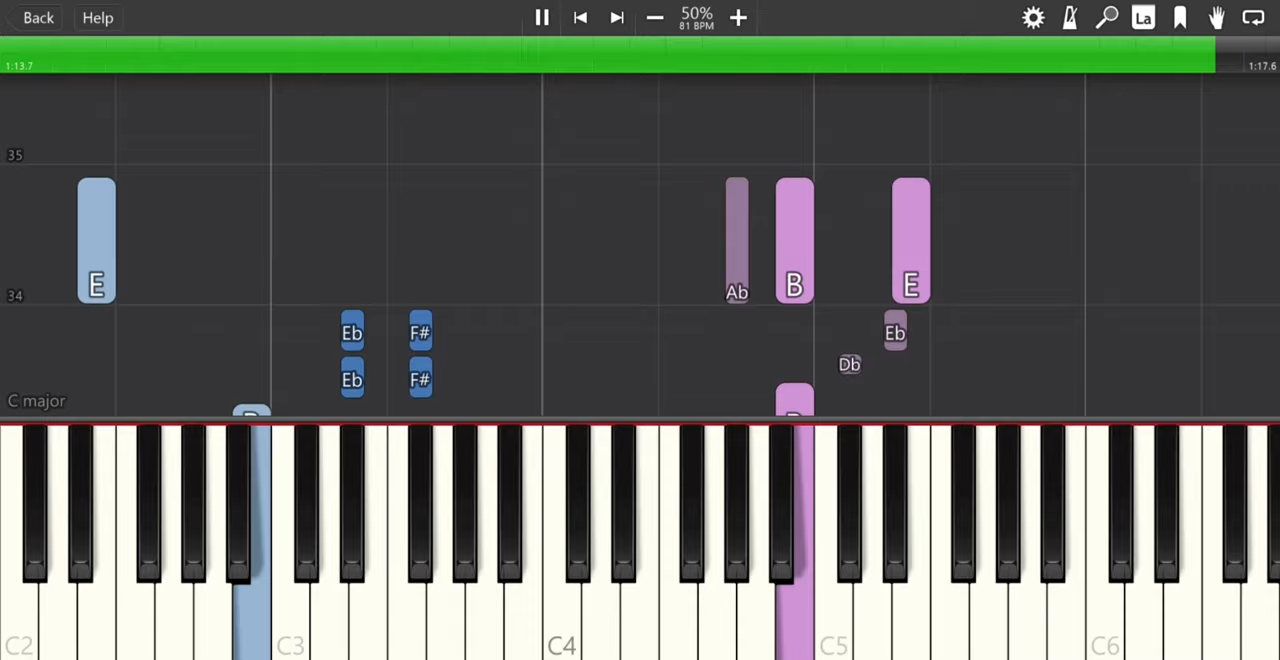 Back Help 50% La
81 BPM
1:13.7 1:17.6
35
E Ab B E
34
Eb F# Eb
Db
Eb F#
C major
C2 C3 C4 C5 C6